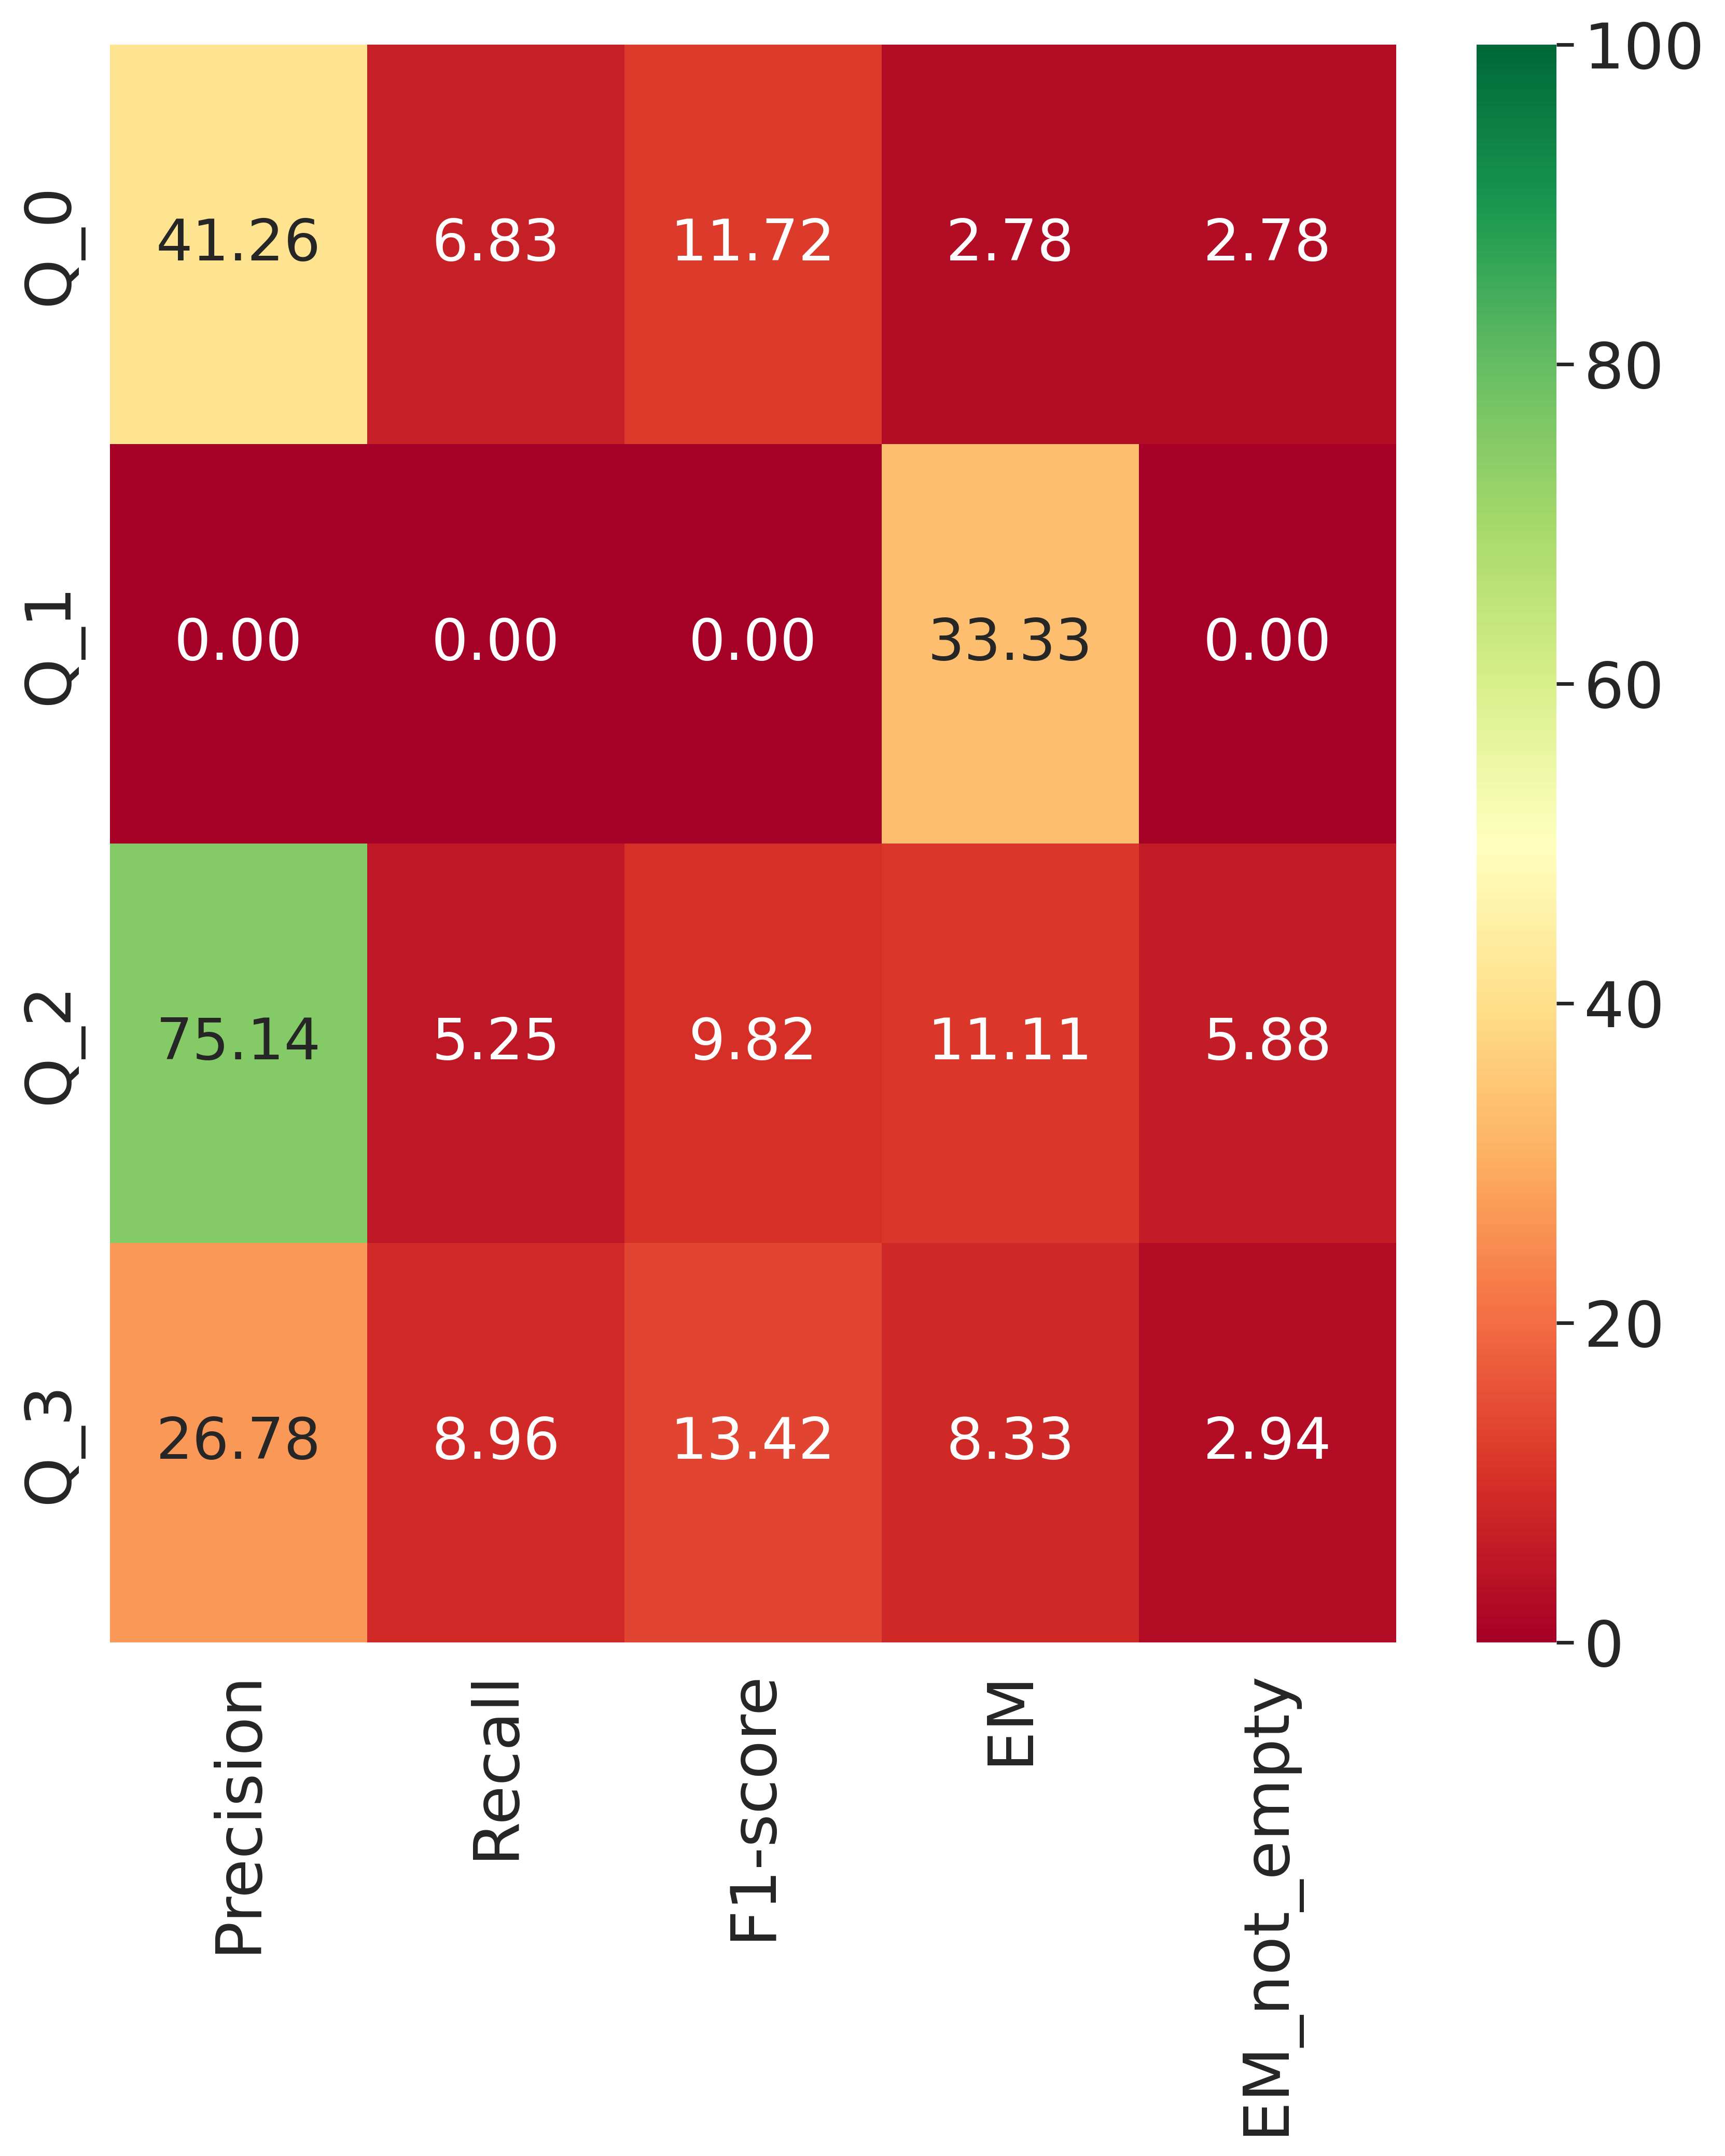 Q_0 41.26 6.83 11.72 2.78 2.78
Q_1 0.00 0.00 0.00 33.33 0.00
Q_2 75.14 5.25 9.82 11.11 5.88
Q_3 26.78 8.96 13.42 8.33 2.94
Precision Recall F1-score EM EM_not_empty
100
80
60
40
20
0